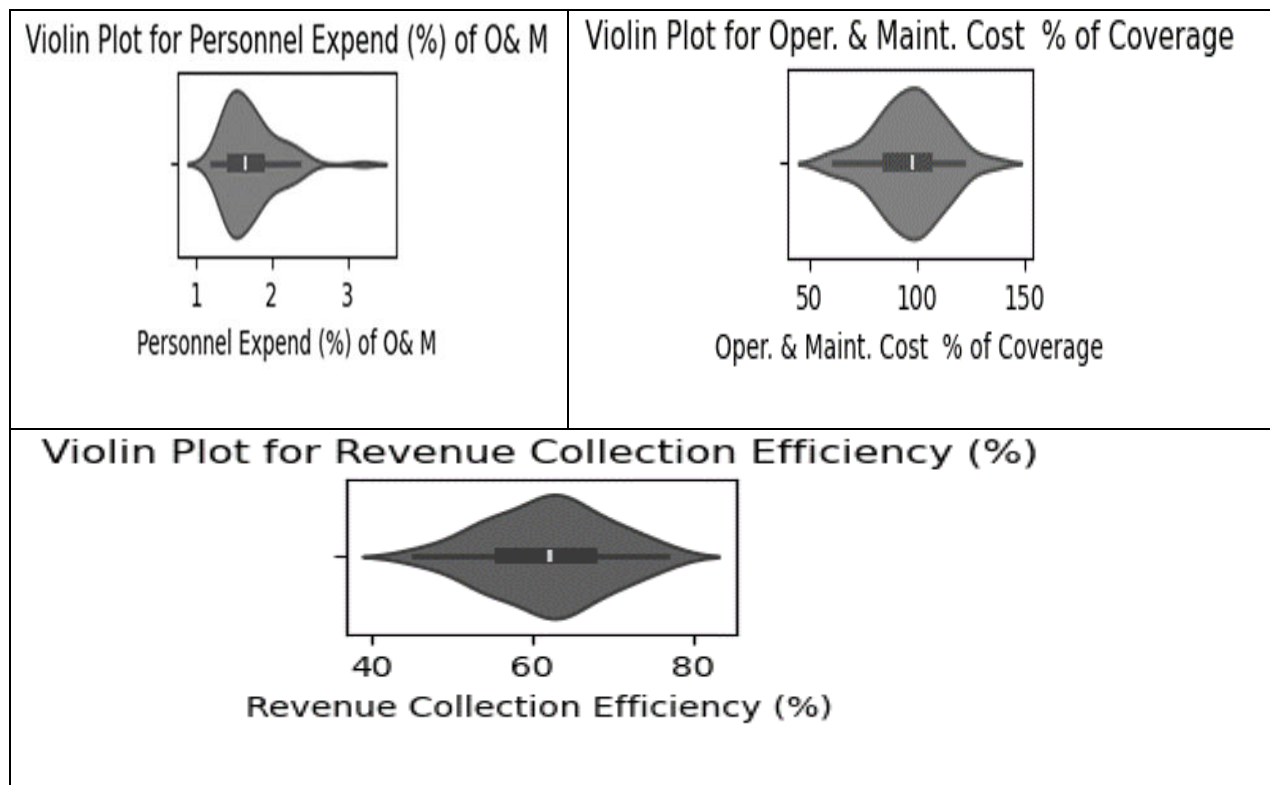 Violin Plot for Personnel Expend (%) of O& M
1 2 3
Personnel Expend (%) of O& M
Violin Plot for Oper. & Maint. Cost % of Coverage
50 100 150
Oper. & Maint. Cost % of Coverage
Violin Plot for Revenue Collection Efficiency (%)
40 60 80
Revenue Collection Efficiency (%)